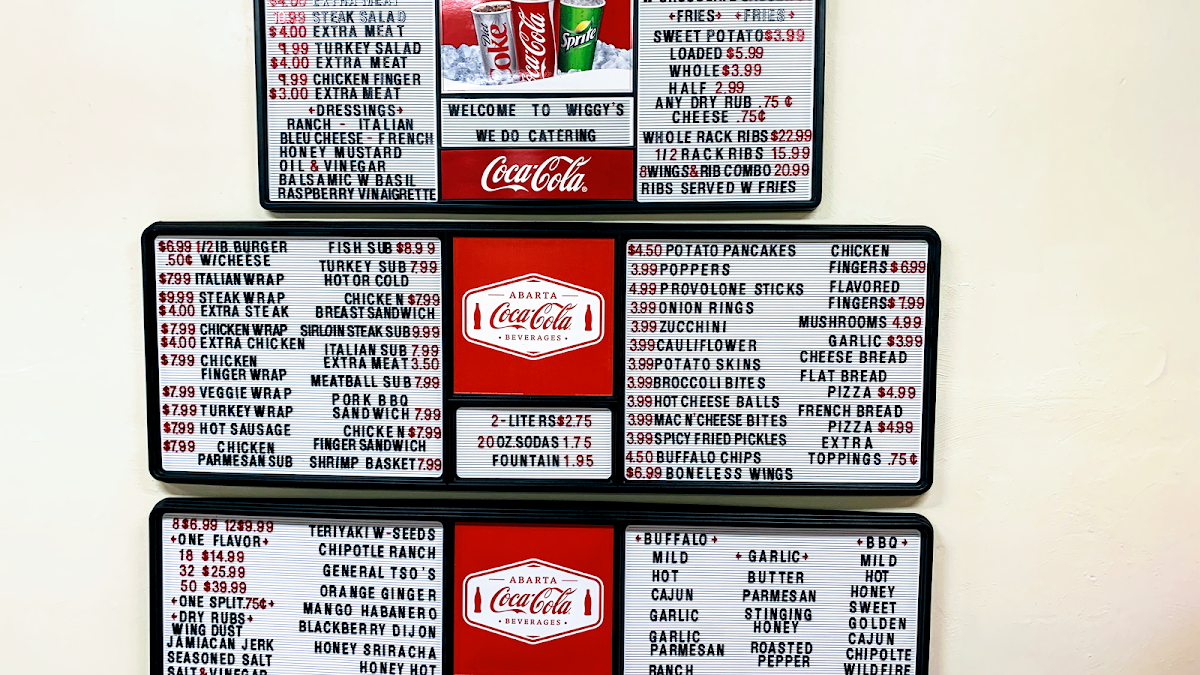 $4.00 EXTRA MEAT
STEAK SALAD
$4.00 EXTRA MEAT
9.99 TURKEY SALAD
$4.00 EXTRA MEAT
9.99 CHICKEN FINGER
$3.00 EXTRA MEAT
+DRESSINGS+
RANCH - ITALIAN
BLEU CHEESE - FRENCH
HONEY MUSTARD
OIL & VINEGAR
BALSAMIC W BASIL
RASPBERRY VINAIGRETTE
Diet Coke
Coca-Cola
Sprite
WELCOME TO WIGGY'S
WE DO CATERING
Coca-Cola
+FRIES+ +FRIES+
SWEET POTATO $3.99
LOADED $5.99
WHOLE $3.99
HALF 2.99
ANY DRY RUB .75 ¢
CHEESE .75¢
WHOLE RACK RIBS $22.99
1/2 RACK RIBS 15.99
8WINGS&RIB COMBO 20.99
RIBS SERVED W FRIES
$6.99 1/2 lB. BURGER
.50¢ W/CHEESE
$7.99 ITALIAN WRAP
$9.99 STEAK WRAP
$4.00 EXTRA STEAK
$7.99 CHICKEN WRAP
$4.00 EXTRA CHICKEN
$7.99 CHICKEN
FINGER WRAP
$7.99 VEGGIE WRAP
$7.99 TURKEY WRAP
$7.99 HOT SAUSAGE
$7.99 CHICKEN
PARMESAN SUB
FISH SUB $8.99
TURKEY SUB 7.99
HOT OR COLD
CHICKEN $7.99
BREAST SANDWICH
SIRLOIN STEAK SUB 9.99
ITALIAN SUB 7.99
EXTRA MEAT 3.50
MEATBALL SUB 7.99
PORK BBQ
SANDWICH 7.99
CHICKEN $7.99
FINGER SANDWICH
SHRIMP BASKET 7.99
ABARTA
Coca-Cola
BEVERAGES
2-LITERS $2.75
20 OZ. SODAS 1.75
FOUNTAIN 1.95
$4.50 POTATO PANCAKES
3.99 POPPERS
4.99 PROVOLONE STICKS
3.99 ONION RINGS
3.99 ZUCCHINI
3.99 CAULIFLOWER
3.99 POTATO SKINS
3.99 BROCCOLI BITES
3.99 HOT CHEESE BALLS
3.99 MAC N'CHEESE BITES
3.99 SPICY FRIED PICKLES
4.50 BUFFALO CHIPS
$6.99 BONELESS WINGS
CHICKEN
FINGERS $6.99
FLAVORED
FINGERS $7.99
MUSHROOMS 4.99
GARLIC $3.99
CHEESE BREAD
FLAT BREAD
PIZZA $4.99
FRENCH BREAD
PIZZA $4.99
EXTRA
TOPPINGS .75¢
8 $6.99 12 $9.99
+ONE FLAVOR+
18 $14.99
32 $25.99
50 $39.99
+ONE SPLIT .75¢+
+DRY RUBS+
WING DUST
JAMIACAN JERK
SEASONED SALT
SALT & VINEGAR
TERIYAKI W-SEEDS
CHIPOTLE RANCH
GENERAL TSO'S
ORANGE GINGER
MANGO HABANERO
BLACKBERRY DIJON
HONEY SRIRACHA
HONEY HOT
ABARTA
Coca-Cola
BEVERAGES
+BUFFALO+
MILD
HOT
CAJUN
GARLIC
GARLIC
PARMESAN
RANCH
+GARLIC+
BUTTER
PARMESAN
STINGING
HONEY
ROASTED
PEPPER
+BBQ+
MILD
HOT
HONEY
SWEET
GOLDEN
CAJUN
CHIPOLTE
WILDFIRE